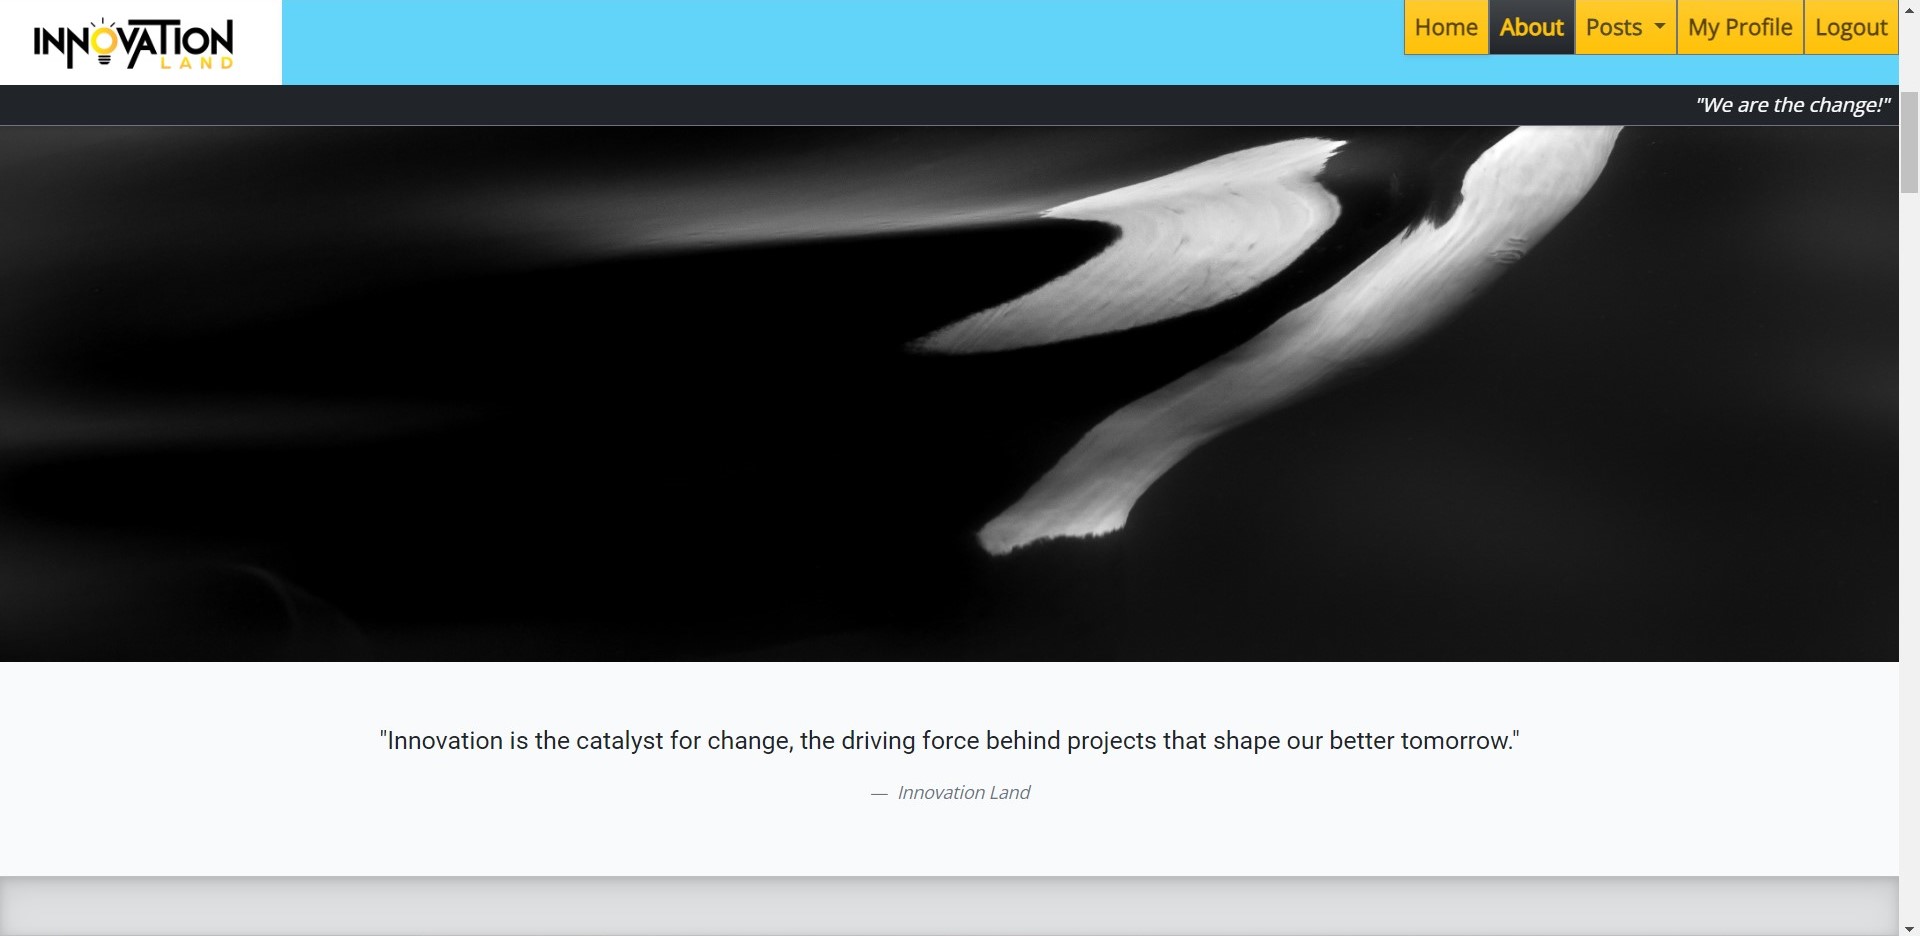 INNOVATION
LAND
Home About Posts My Profile Logout
"We are the change!"
"Innovation is the catalyst for change, the driving force behind projects that shape our better tomorrow."
— Innovation Land